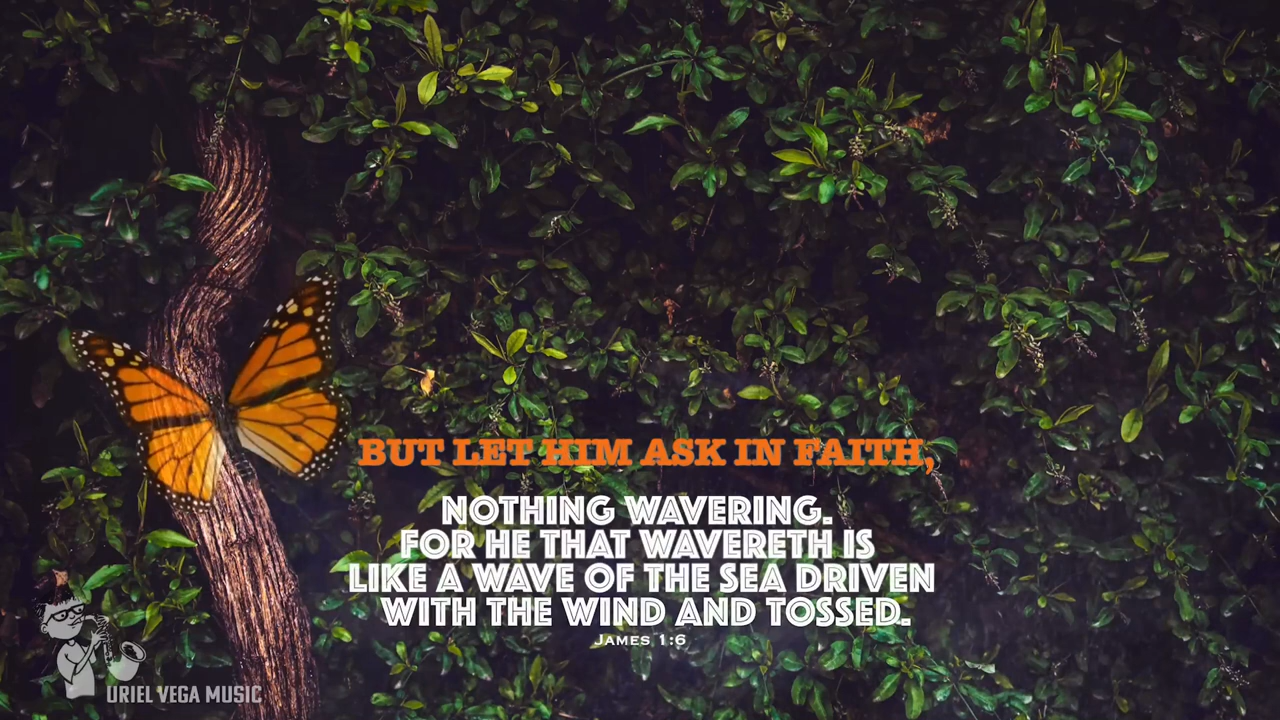 BUT LET HIM ASK IN FAITH,
NOTHING WAVERING.
FOR HE THAT WAVERETH IS
LIKE A WAVE OF THE SEA DRIVEN
WITH THE WIND AND TOSSED.
JAMES 1:6
URIEL VEGA MUSIC